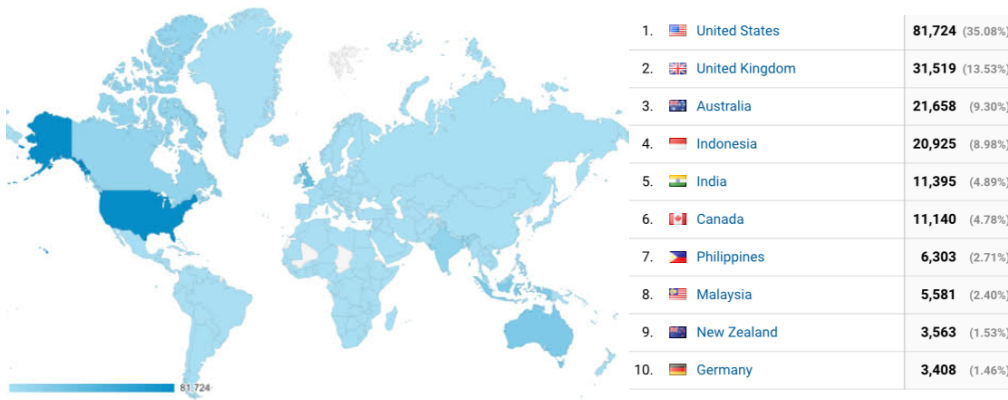 1. United States 81,724 (35.08%)
2. United Kingdom 31,519 (13.53%)
3. Australia 21,658 (9.30%)
4. Indonesia 20,925 (8.98%)
5. India 11,395 (4.89%)
6. Canada 11,140 (4.78%)
7. Philippines 6,303 (2.71%)
8. Malaysia 5,581 (2.40%)
9. New Zealand 3,563 (1.53%)
10. Germany 3,408 (1.46%)
81,724